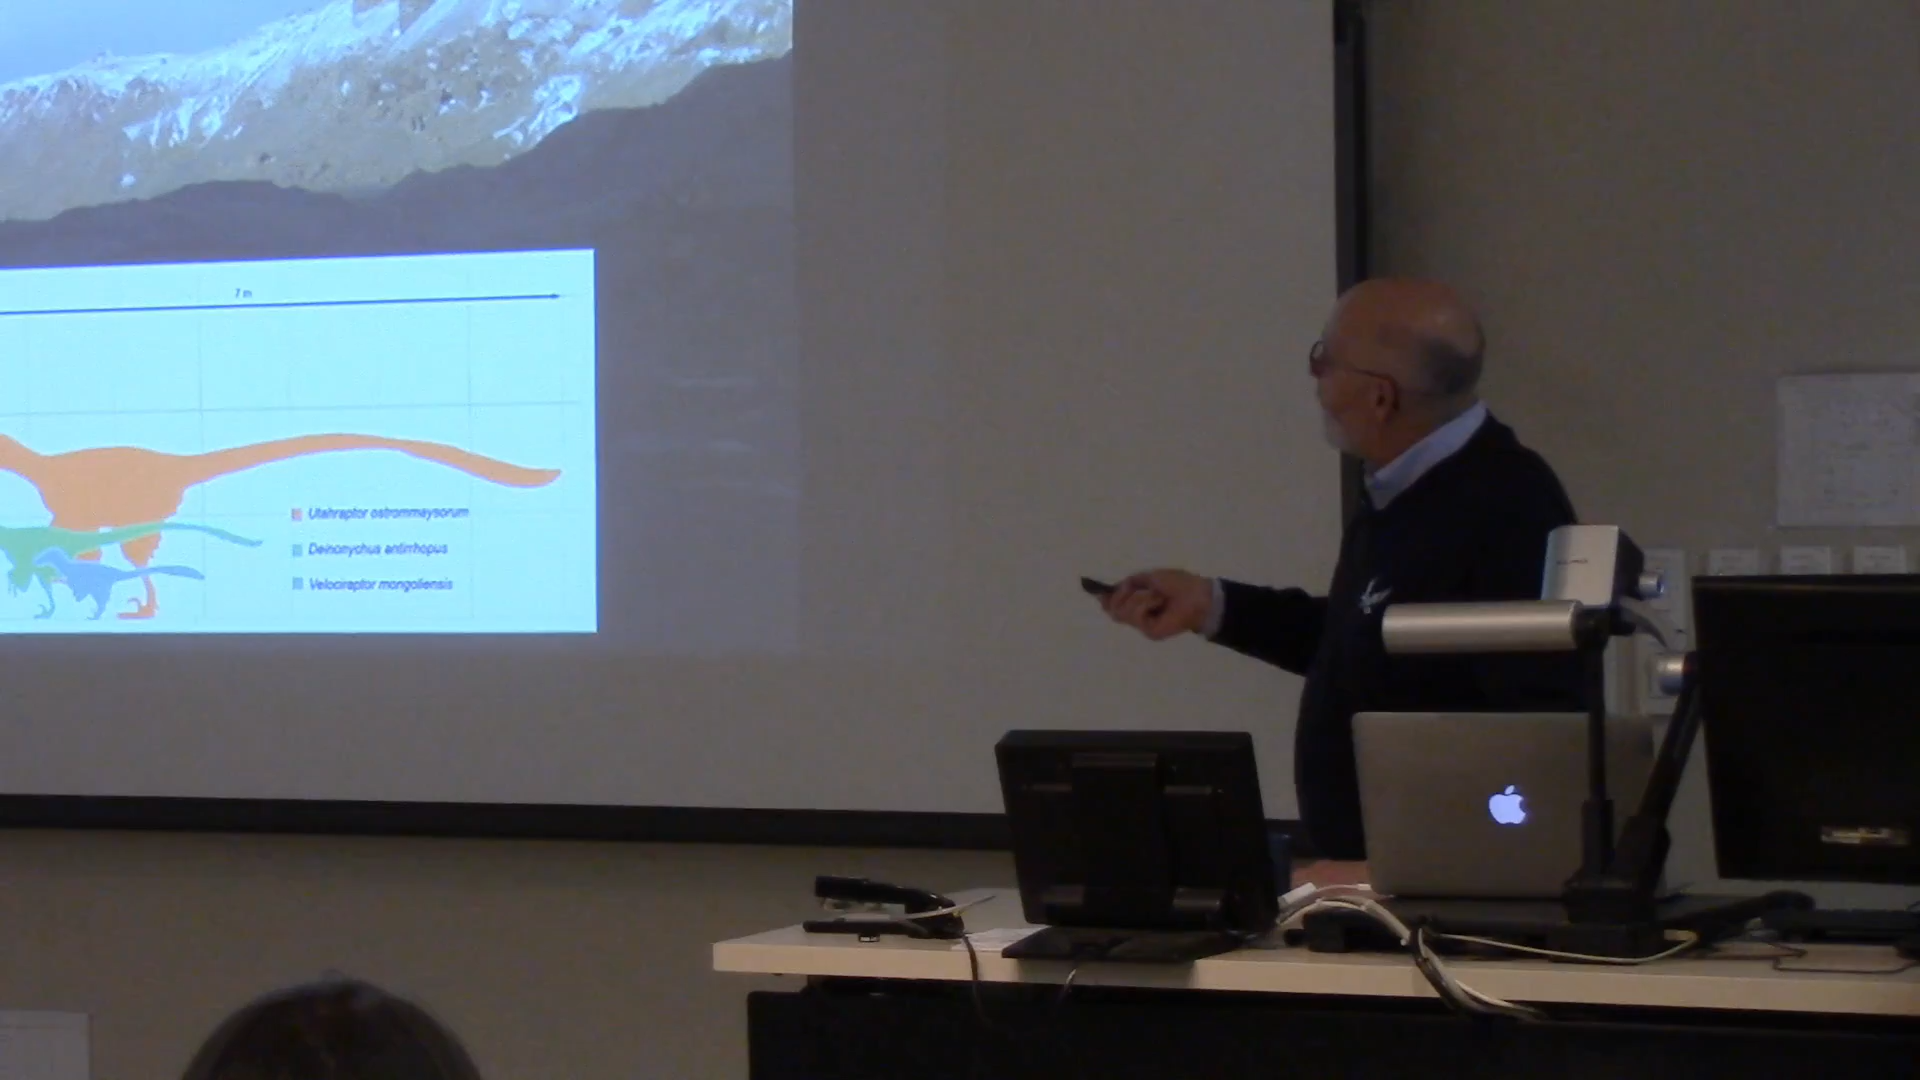 7 m
Utahraptor ostrommaysorum
Deinonychus antirrhopus
Velociraptor mongoliensis